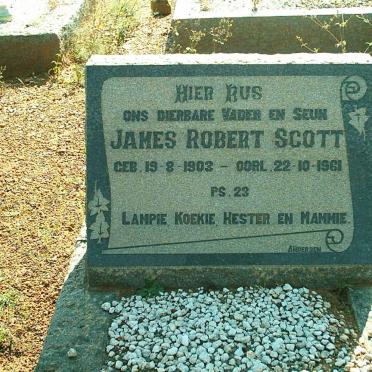 HIER RUS
ONS DIERBARE VADER EN SEUN
JAMES ROBERT SCOTT
GEB. 19-8-1903 – OORL. 22-10-1961
PS. 23
LAMPIE, KOEKIE, HESTER EN MAMMIE.
ANDERSEN